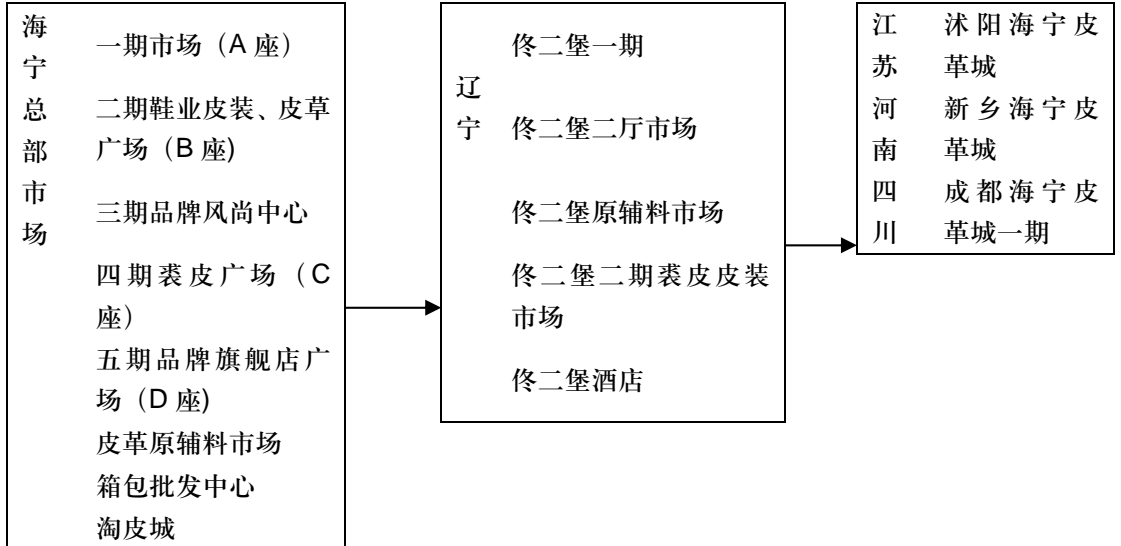 海宁总部市场
一期市场（A 座）
二期鞋业皮装、皮草
广场（B 座)
三期品牌风尚中心
四期裘皮广场（C
座）
五期品牌旗舰店广
场（D 座)
皮革原辅料市场
箱包批发中心
淘皮城
辽宁
佟二堡一期
佟二堡二厅市场
佟二堡原辅料市场
佟二堡二期裘皮皮装
市场
佟二堡酒店
江苏
沭阳海宁皮
革城
河南
新乡海宁皮
革城
四川
成都海宁皮
革城一期